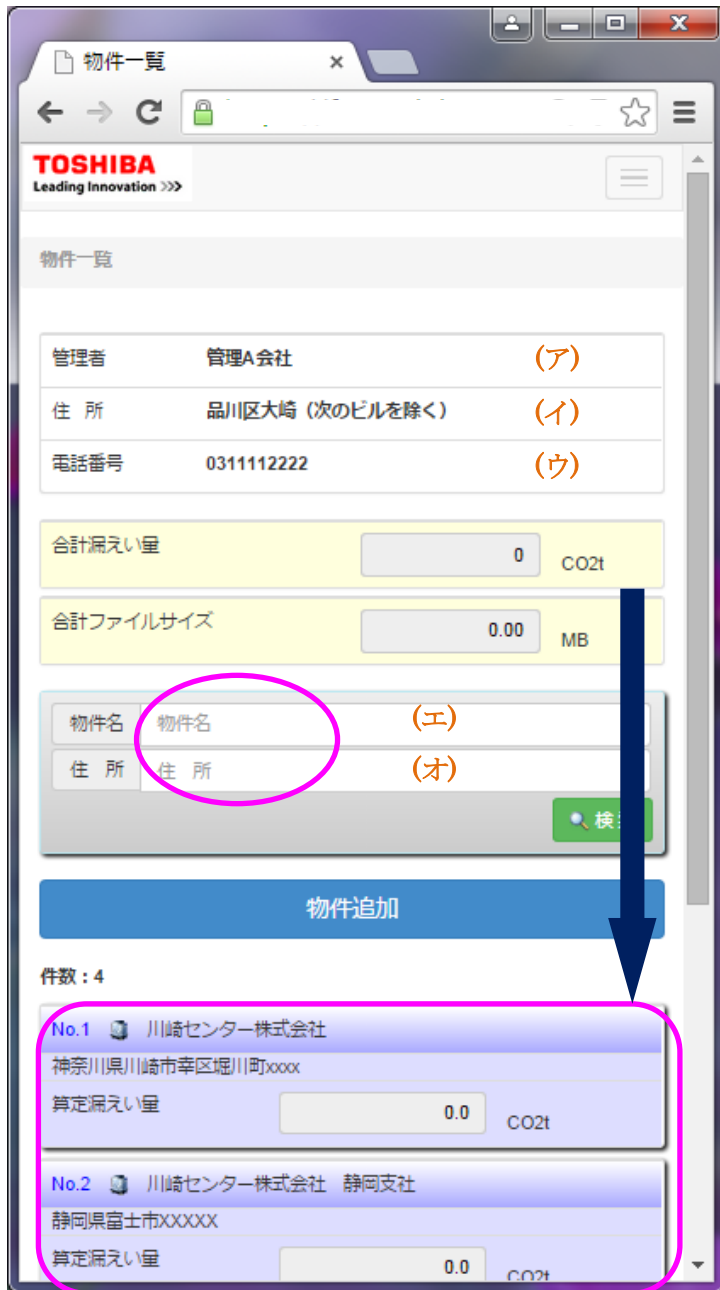 物件一覧
TOSHIBA
Leading Innovation >>>
物件一覧
管理者 管理A会社 (ア)
住 所 品川区大崎（次のビルを除く） (イ)
電話番号 0311112222 (ウ)
合計漏えい量 0 CO2t
合計ファイルサイズ 0.00 MB
物件名 物件名 (エ)
住 所 住 所 (オ)
検
物件追加
件数：4
No.1 川崎センター株式会社
神奈川県川崎市幸区堀川町xxxx
算定漏えい量 0.0 CO2t
No.2 川崎センター株式会社 静岡支社
静岡県富士市XXXXX
算定漏えい量 0.0 CO2t